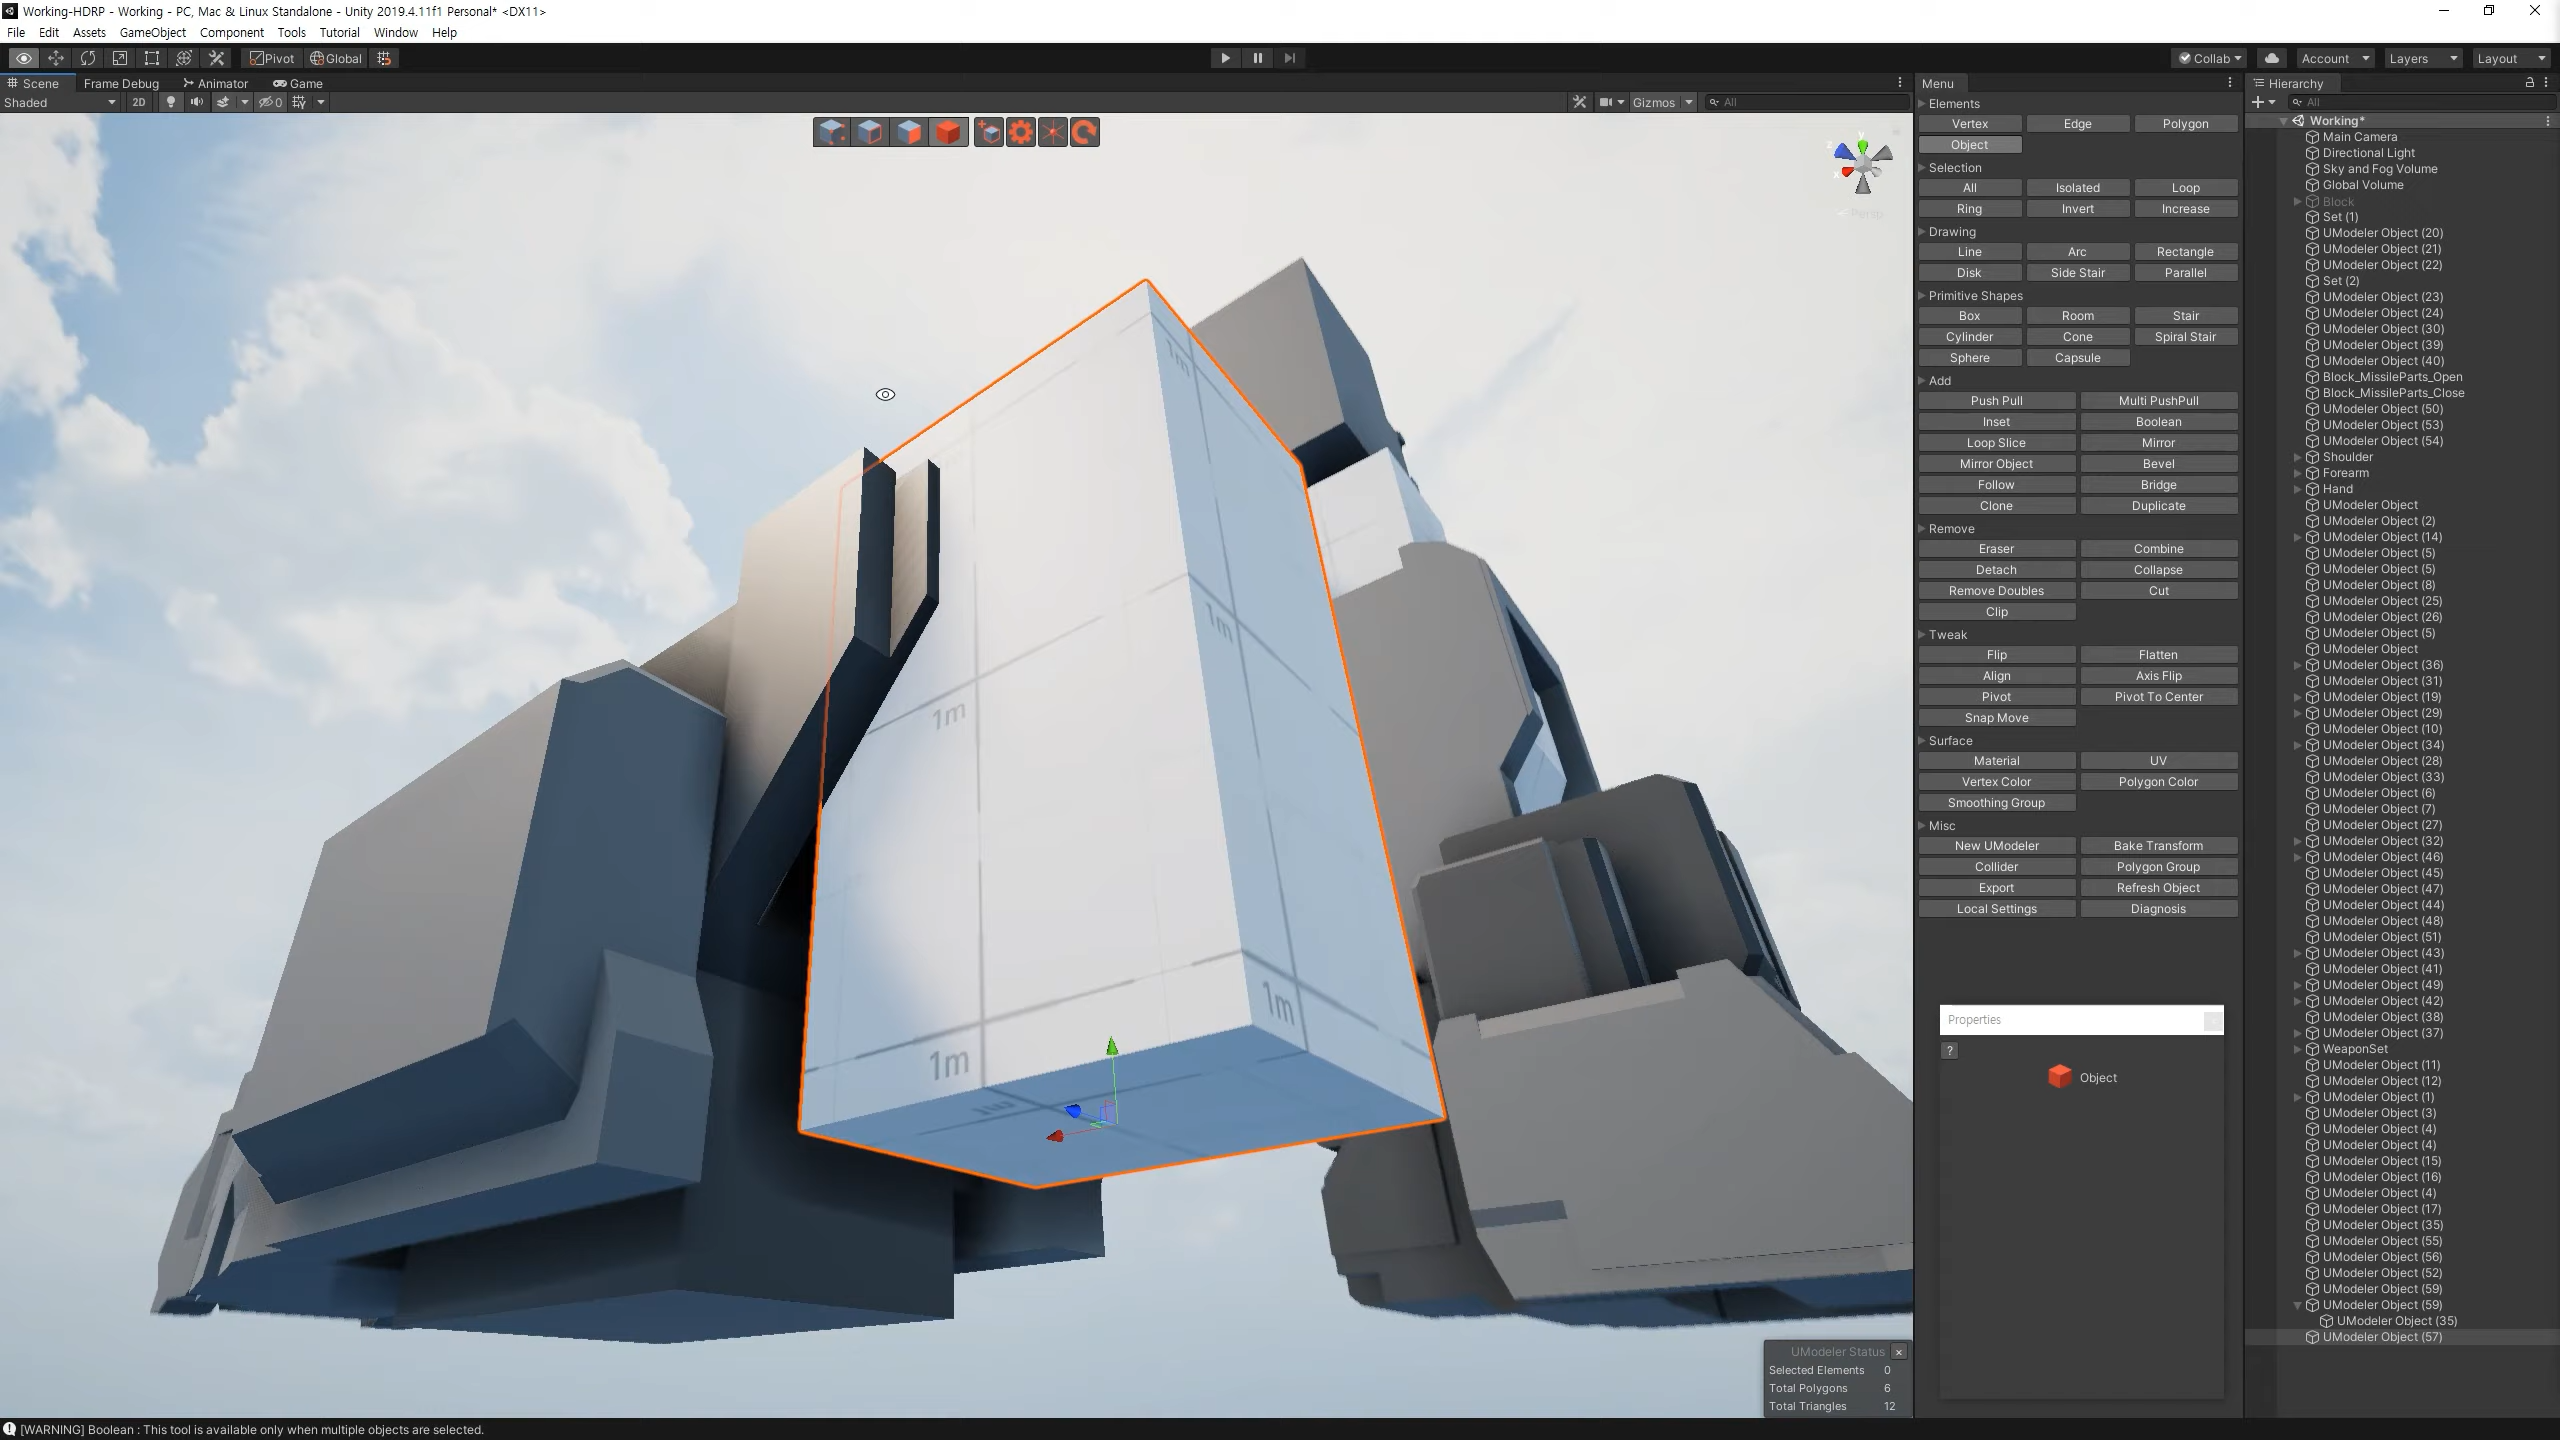 Working-HDRP - Working - PC, Mac & Linux Standalone - Unity 2019.4.11f1 Personal* <DX11>
File Edit Assets GameObject Component Tools Tutorial Window Help
Pivot Global Collab Account Layers Layout
Scene Frame Debug Animator Game
Shaded 2D 0 Gizmos All
Menu
Elements
Vertex Edge Polygon
Object
Selection
All Isolated Loop
Ring Invert Increase
Drawing
Line Arc Rectangle
Disk Side Stair Parallel
Primitive Shapes
Box Room Stair
Cylinder Cone Spiral Stair
Sphere Capsule
Add
Push Pull Multi PushPull
Inset Boolean
Loop Slice Mirror
Mirror Object Bevel
Follow Bridge
Clone Duplicate
Remove
Eraser Combine
Detach Collapse
Remove Doubles Cut
Clip
Tweak
Flip Flatten
Align Axis Flip
Pivot Pivot To Center
Snap Move
Surface
Material UV
Vertex Color Polygon Color
Smoothing Group
Misc
New UModeler Bake Transform
Collider Polygon Group
Export Refresh Object
Local Settings Diagnosis
Properties
?
Object
Hierarchy
All
Working*
Main Camera
Directional Light
Sky and Fog Volume
Global Volume
Block
Set (1)
UModeler Object (20)
UModeler Object (21)
UModeler Object (22)
Set (2)
UModeler Object (23)
UModeler Object (24)
UModeler Object (30)
UModeler Object (39)
UModeler Object (40)
Block_MissileParts_Open
Block_MissileParts_Close
UModeler Object (50)
UModeler Object (53)
UModeler Object (54)
Shoulder
Forearm
Hand
UModeler Object
UModeler Object (2)
UModeler Object (14)
UModeler Object (5)
UModeler Object (5)
UModeler Object (8)
UModeler Object (25)
UModeler Object (26)
UModeler Object (5)
UModeler Object
UModeler Object (36)
UModeler Object (31)
UModeler Object (19)
UModeler Object (29)
UModeler Object (10)
UModeler Object (34)
UModeler Object (28)
UModeler Object (33)
UModeler Object (6)
UModeler Object (7)
UModeler Object (27)
UModeler Object (32)
UModeler Object (46)
UModeler Object (45)
UModeler Object (47)
UModeler Object (44)
UModeler Object (48)
UModeler Object (51)
UModeler Object (43)
UModeler Object (41)
UModeler Object (49)
UModeler Object (42)
UModeler Object (38)
UModeler Object (37)
WeaponSet
UModeler Object (11)
UModeler Object (12)
UModeler Object (1)
UModeler Object (3)
UModeler Object (4)
UModeler Object (4)
UModeler Object (15)
UModeler Object (16)
UModeler Object (4)
UModeler Object (17)
UModeler Object (35)
UModeler Object (55)
UModeler Object (56)
UModeler Object (52)
UModeler Object (59)
UModeler Object (59)
UModeler Object (35)
UModeler Object (57)
y
z
x
Persp
1m
1m
1m
1m
1m
1m
UModeler Status
Selected Elements 0
Total Polygons 6
Total Triangles 12
[WARNING] Boolean : This tool is available only when multiple objects are selected.